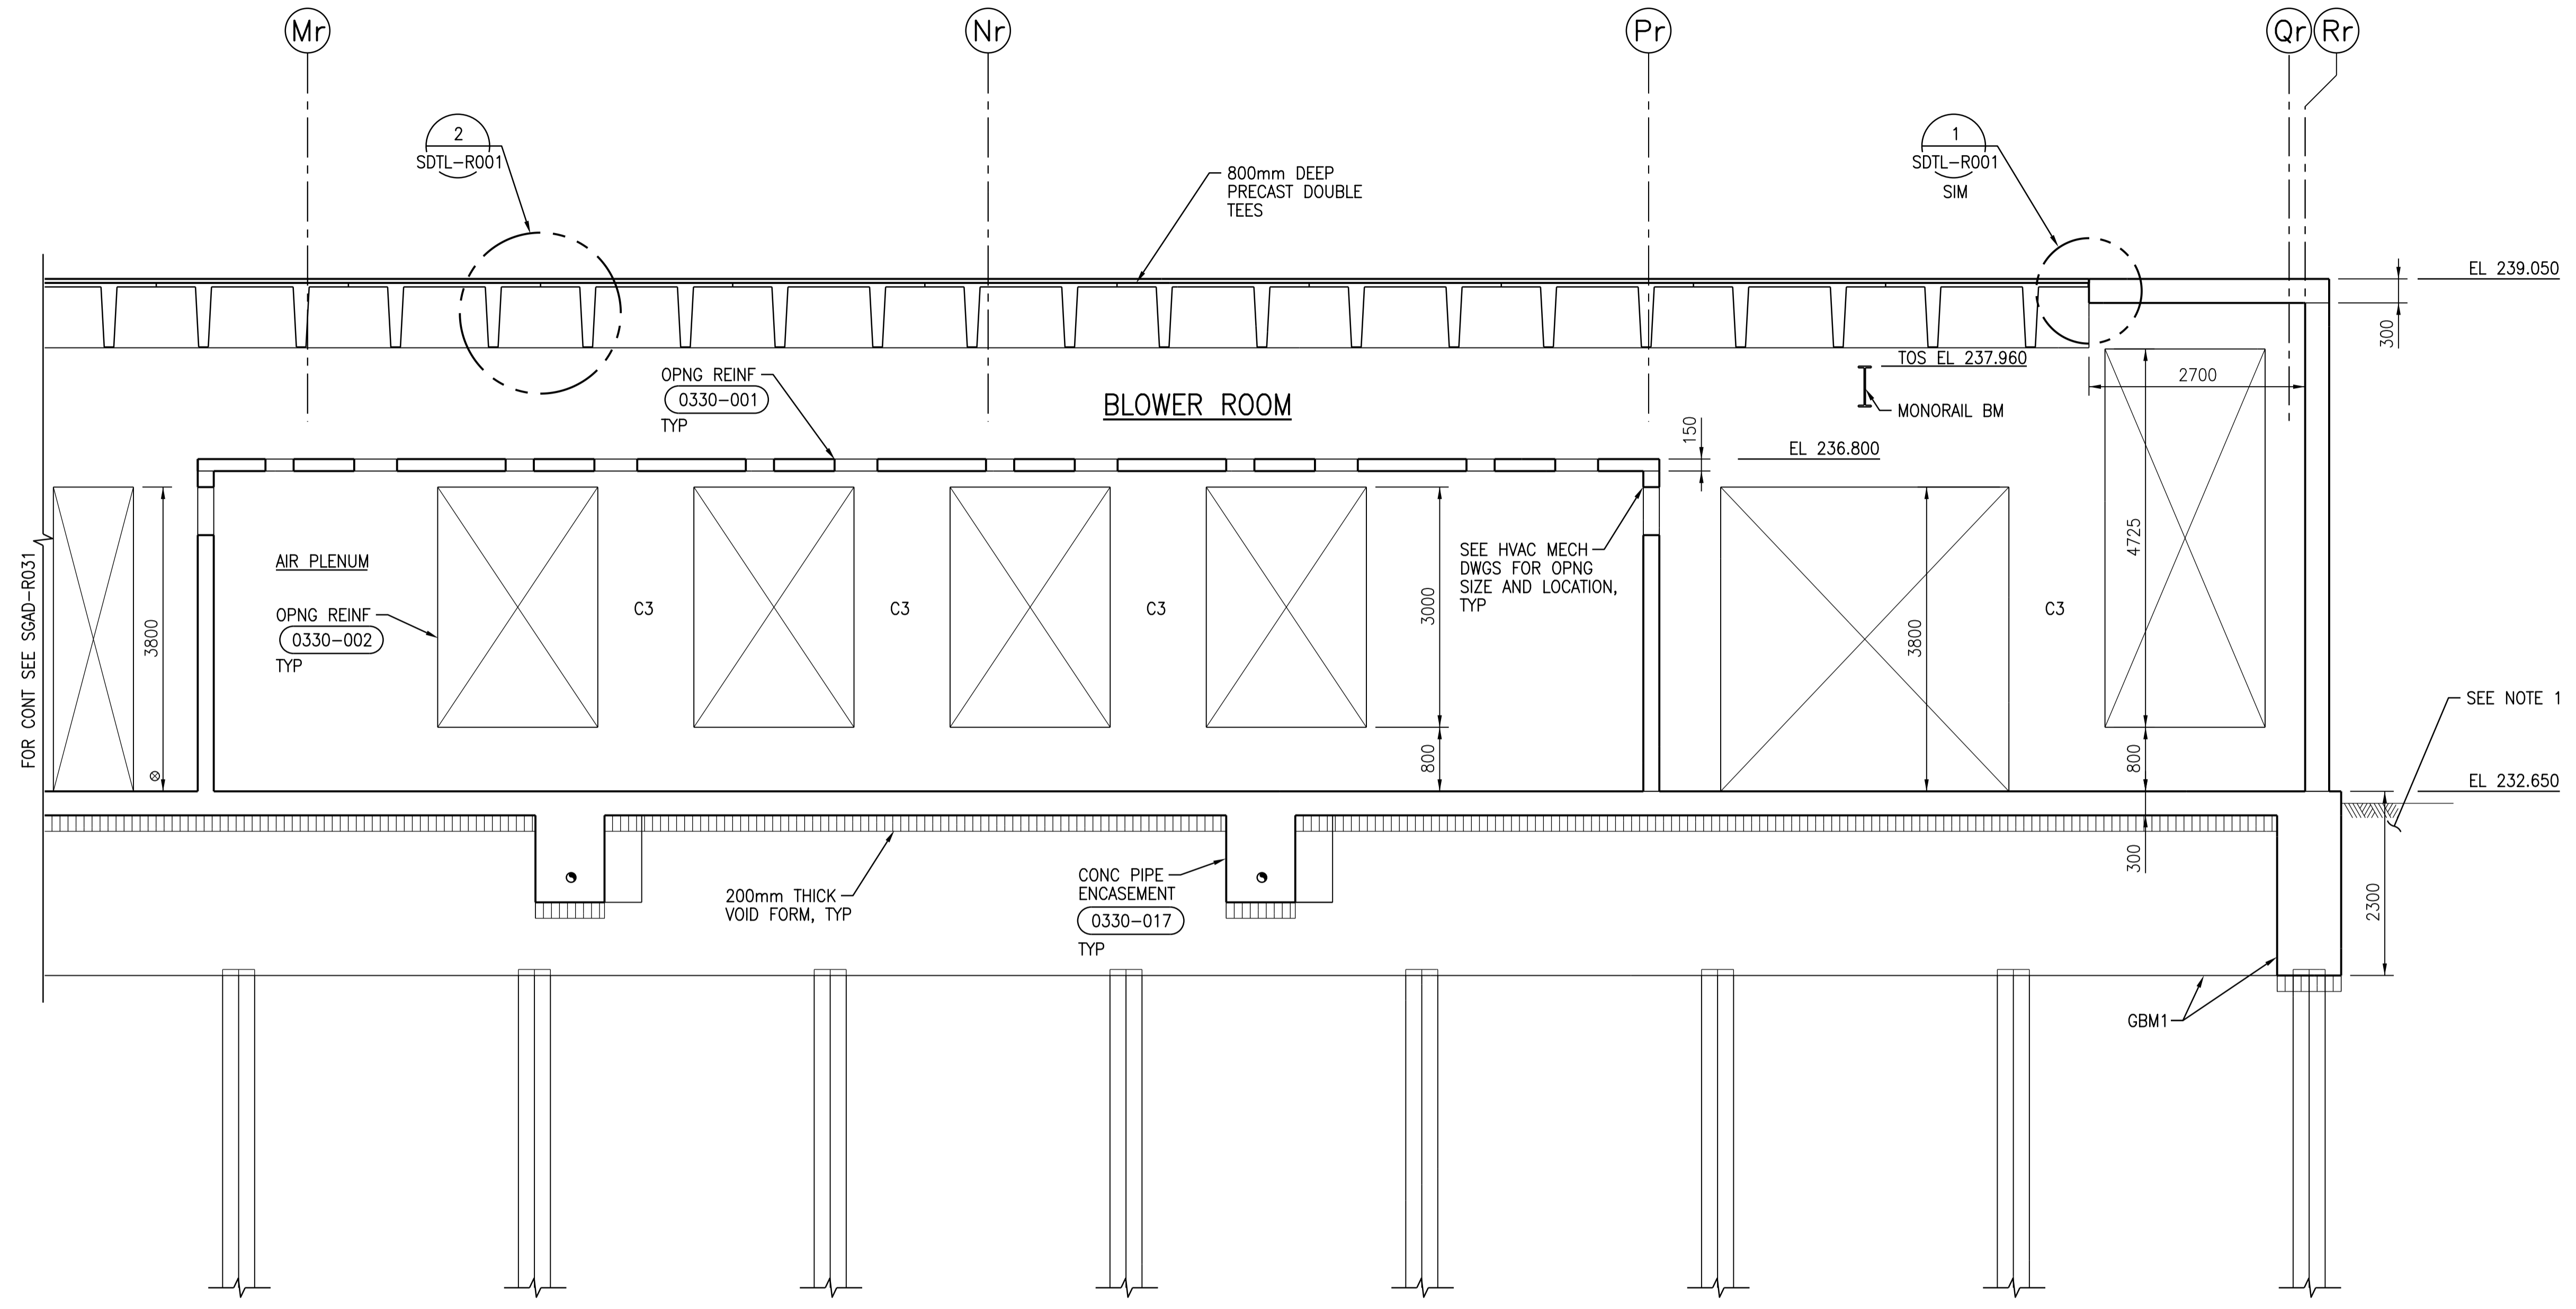 Mr
Nr
Pr
Qr
Rr
2
SDTL-R001
800mm DEEP
PRECAST DOUBLE
TEES
1
SDTL-R001
SIM
EL 239.050
300
TOS EL 237.960
2700
OPNG REINF
0330-001
TYP
BLOWER ROOM
MONORAIL BM
150
EL 236.800
FOR CONT SEE SGAD-R031
3800
AIR PLENUM
OPNG REINF
0330-002
TYP
C3
C3
C3
3000
800
SEE HVAC MECH
DWGS FOR OPNG
SIZE AND LOCATION,
TYP
3800
C3
4725
800
SEE NOTE 1
EL 232.650
300
2300
200mm THICK
VOID FORM, TYP
CONC PIPE
ENCASEMENT
0330-017
TYP
GBM1